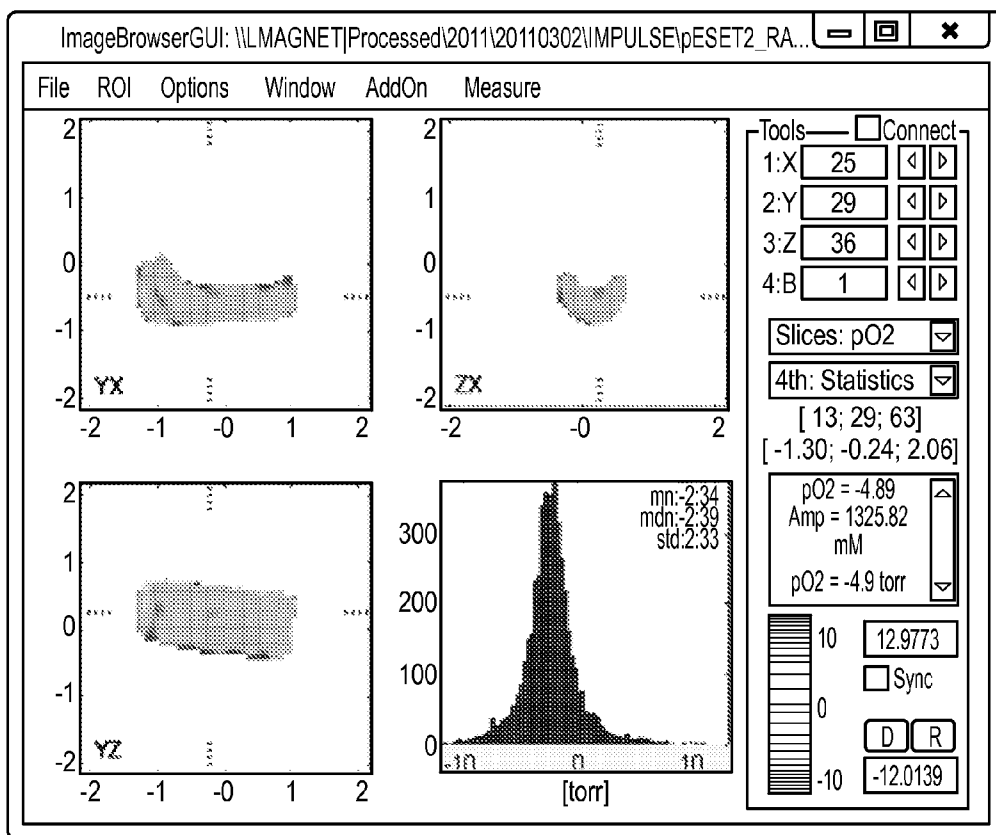 ImageBrowserGUI: \\LMAGNET|Processed\2011\20110302\IMPULSE\pESET2_RA...
File ROI Options Window AddOn Measure
2
1
0
-1
-2
YX
-2 -1 -0 1 2
2
1
0
-1
-2
ZX
-2 -0 2
2
1
0
-1
-2
YZ
-2 -1 -0 1 2
300
200
100
0
mn:-2:34
mdn:-2:39
std:2:33
-10 0 10
[torr]
Tools Connect
1:X 25
2:Y 29
3:Z 36
4:B 1
Slices: pO2
4th: Statistics
[ 13; 29; 63]
[ -1.30; -0.24; 2.06]
pO2 = -4.89
Amp = 1325.82
mM
pO2 = -4.9 torr
10
0
-10
12.9773
Sync
D R
-12.0139